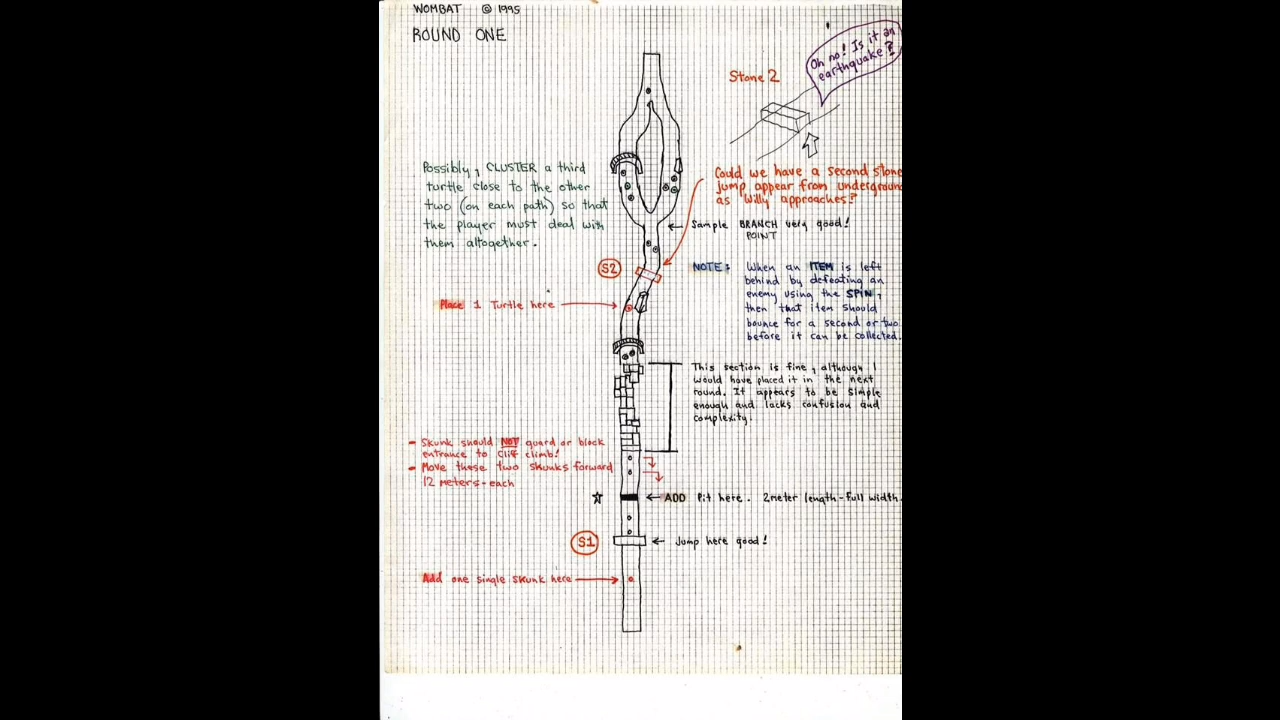 WOMBAT © 1995
ROUND ONE
Stone 2
Oh no! Is it an
earthquake?
Possibly, CLUSTER a third
turtle close to the other
two (on each path) so that
the player must deal with
them altogether.
Could we have a second stone
jump appear from underground
as Willy approaches?
Sample BRANCH very good!
POINT
S2
NOTE: When an ITEM is left
behind by defeating an
enemy using the SPIN,
then that item should
bounce for a second or two
before it can be collected.
Place 1 Turtle here
This section is fine, although I
would have placed it in the next
round. It appears to be simple
enough and lacks confusion and
complexity.
- Skunk should NOT guard or block
entrance to cliff climb!
- Move these two skunks forward
12 meters-each
ADD Pit here. 2 meter length-full width.
S1
Jump here good!
Add one single skunk here